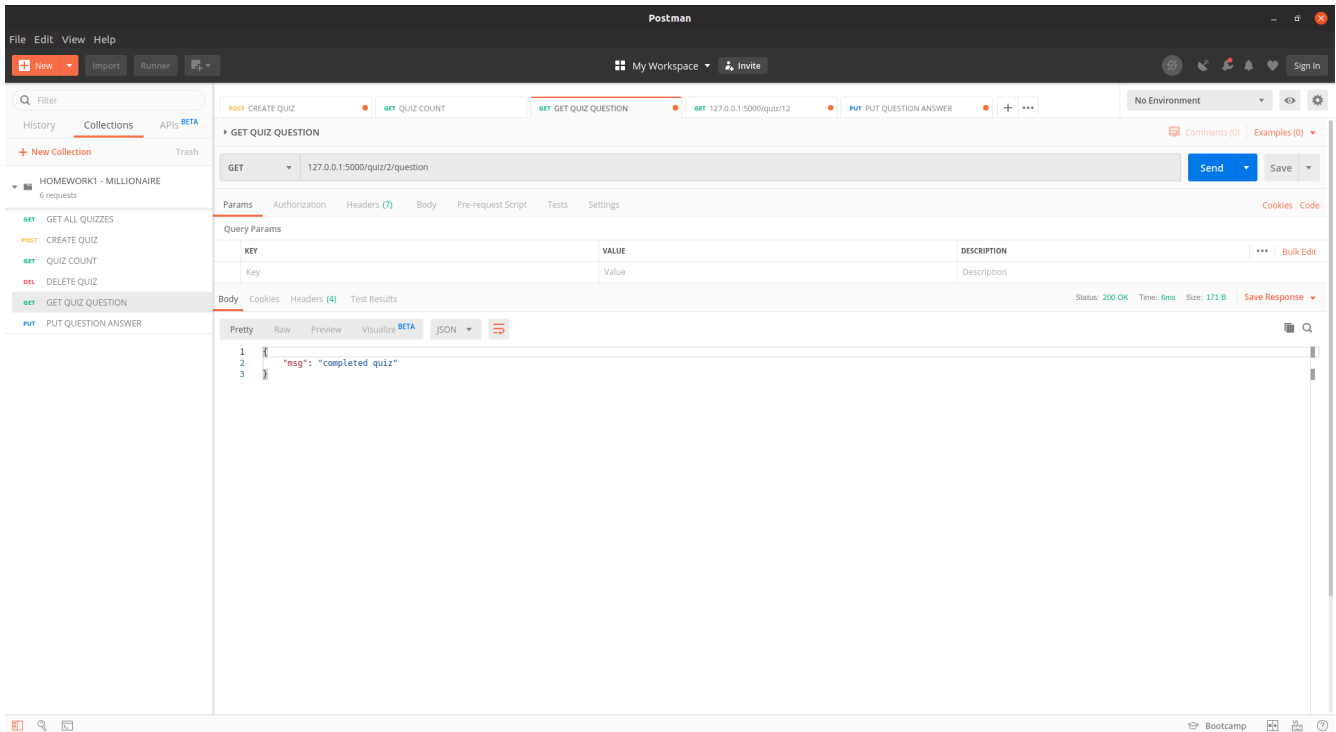 Postman
File Edit View Help
New Import Runner My Workspace Invite Sign In
Filter
History Collections APIs BETA
+ New Collection Trash
HOMEWORK1 - MILLIONAIRE
6 requests
GET GET ALL QUIZZES
POST CREATE QUIZ
GET QUIZ COUNT
DEL DELETE QUIZ
GET GET QUIZ QUESTION
PUT PUT QUESTION ANSWER
POST CREATE QUIZ GET QUIZ COUNT GET GET QUIZ QUESTION GET 127.0.0.1:5000/quiz/12 PUT PUT QUESTION ANSWER + ••• No Environment
GET QUIZ QUESTION Comments (0) Examples (0)
GET 127.0.0.1:5000/quiz/2/question Send Save
Params Authorization Headers (7) Body Pre-request Script Tests Settings Cookies Code
Query Params
KEY VALUE DESCRIPTION ••• Bulk Edit
Key Value Description
Body Cookies Headers (4) Test Results Status: 200 OK Time: 6ms Size: 171 B Save Response
Pretty Raw Preview Visualize BETA JSON
1 {
2 "msg": "completed quiz"
3 }
Bootcamp